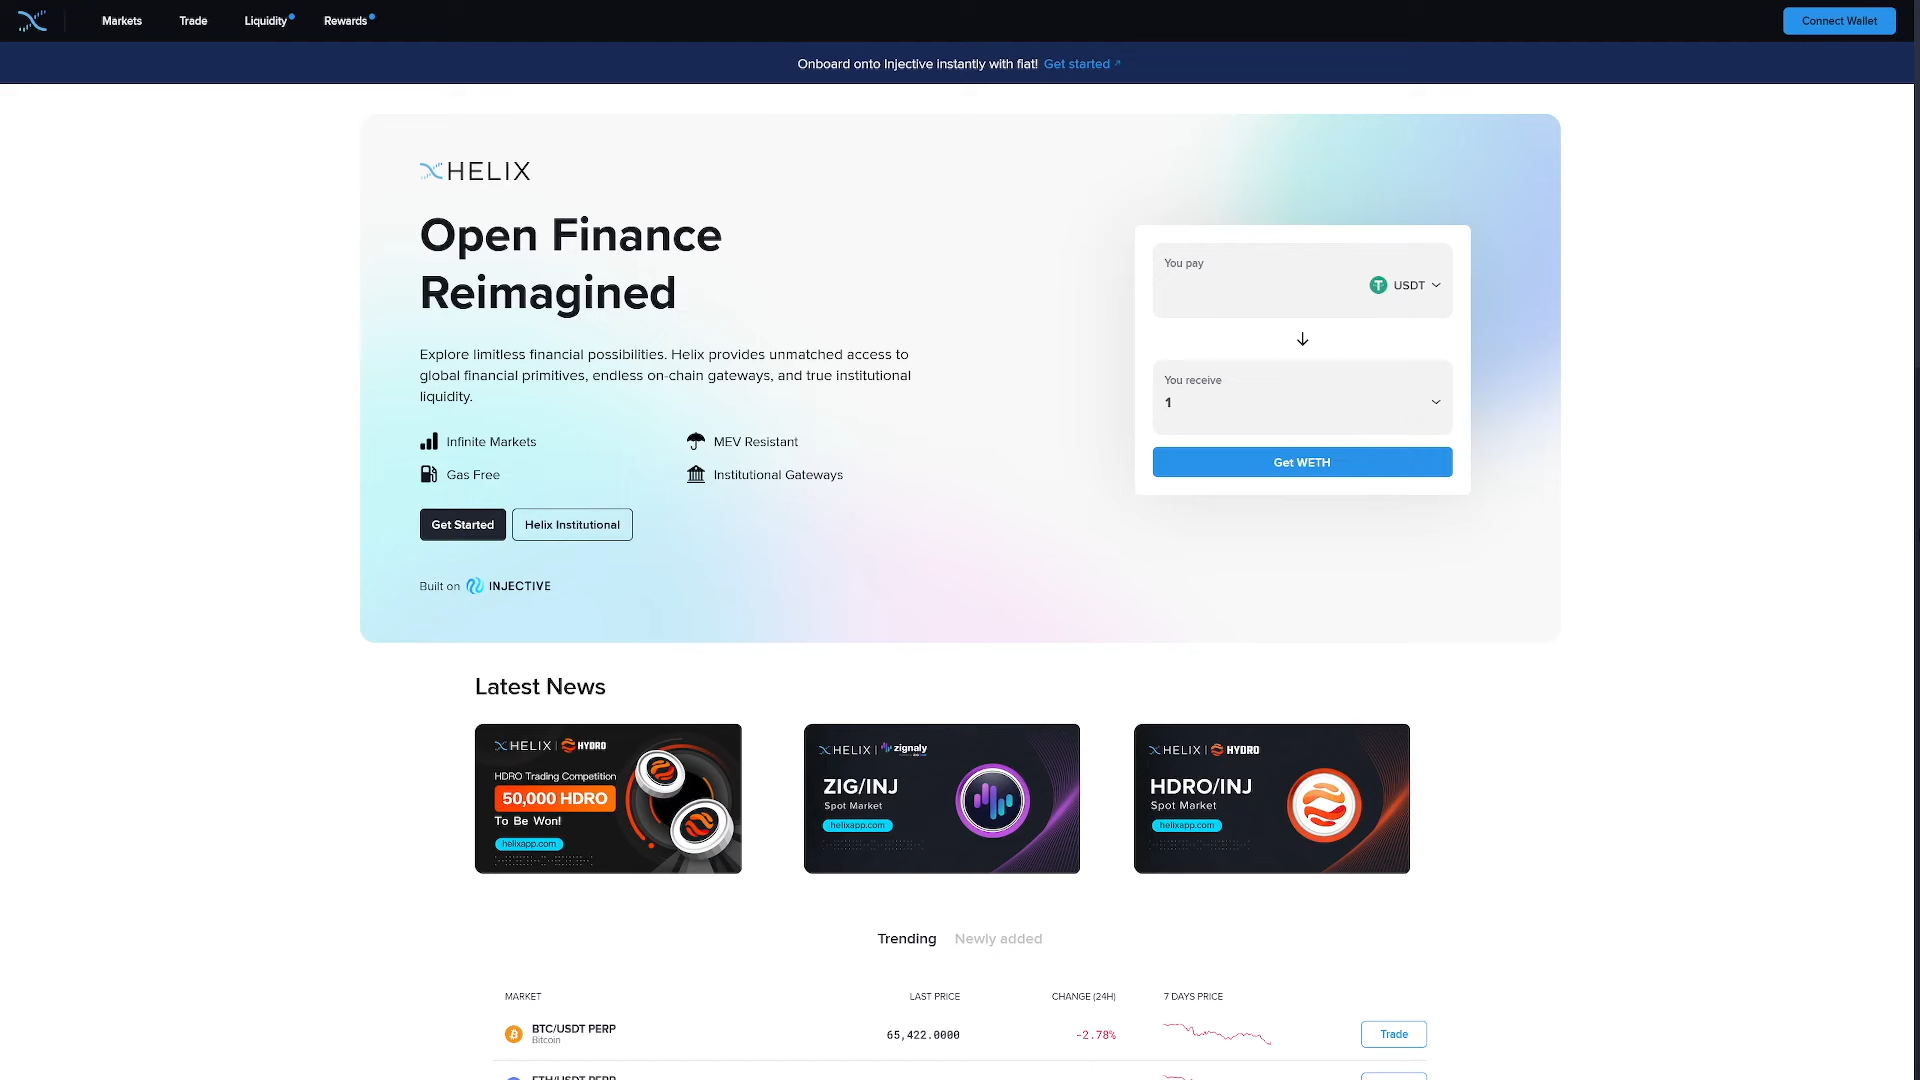 Markets
Trade
Liquidity
Rewards
Connect Wallet
Onboard onto Injective instantly with fiat! Get started
HELIX
Open Finance
Reimagined
Explore limitless financial possibilities. Helix provides unmatched access to
global financial primitives, endless on-chain gateways, and true institutional
liquidity.
Infinite Markets
MEV Resistant
Gas Free
Institutional Gateways
Get Started
Helix Institutional
Built on INJECTIVE
You pay
USDT
You receive
1
Get WETH
Latest News
HELIX | HYDRO
HDRO Trading Competition
50,000 HDRO
To Be Won!
helixapp.com
HELIX | zignaly
ZIG/INJ
Spot Market
helixapp.com
HELIX | HYDRO
HDRO/INJ
Spot Market
helixapp.com
Trending
Newly added
MARKET
LAST PRICE
CHANGE (24H)
7 DAYS PRICE
BTC/USDT PERP
Bitcoin
65,422.0000
-2.78%
Trade
ETH/USDT PERP